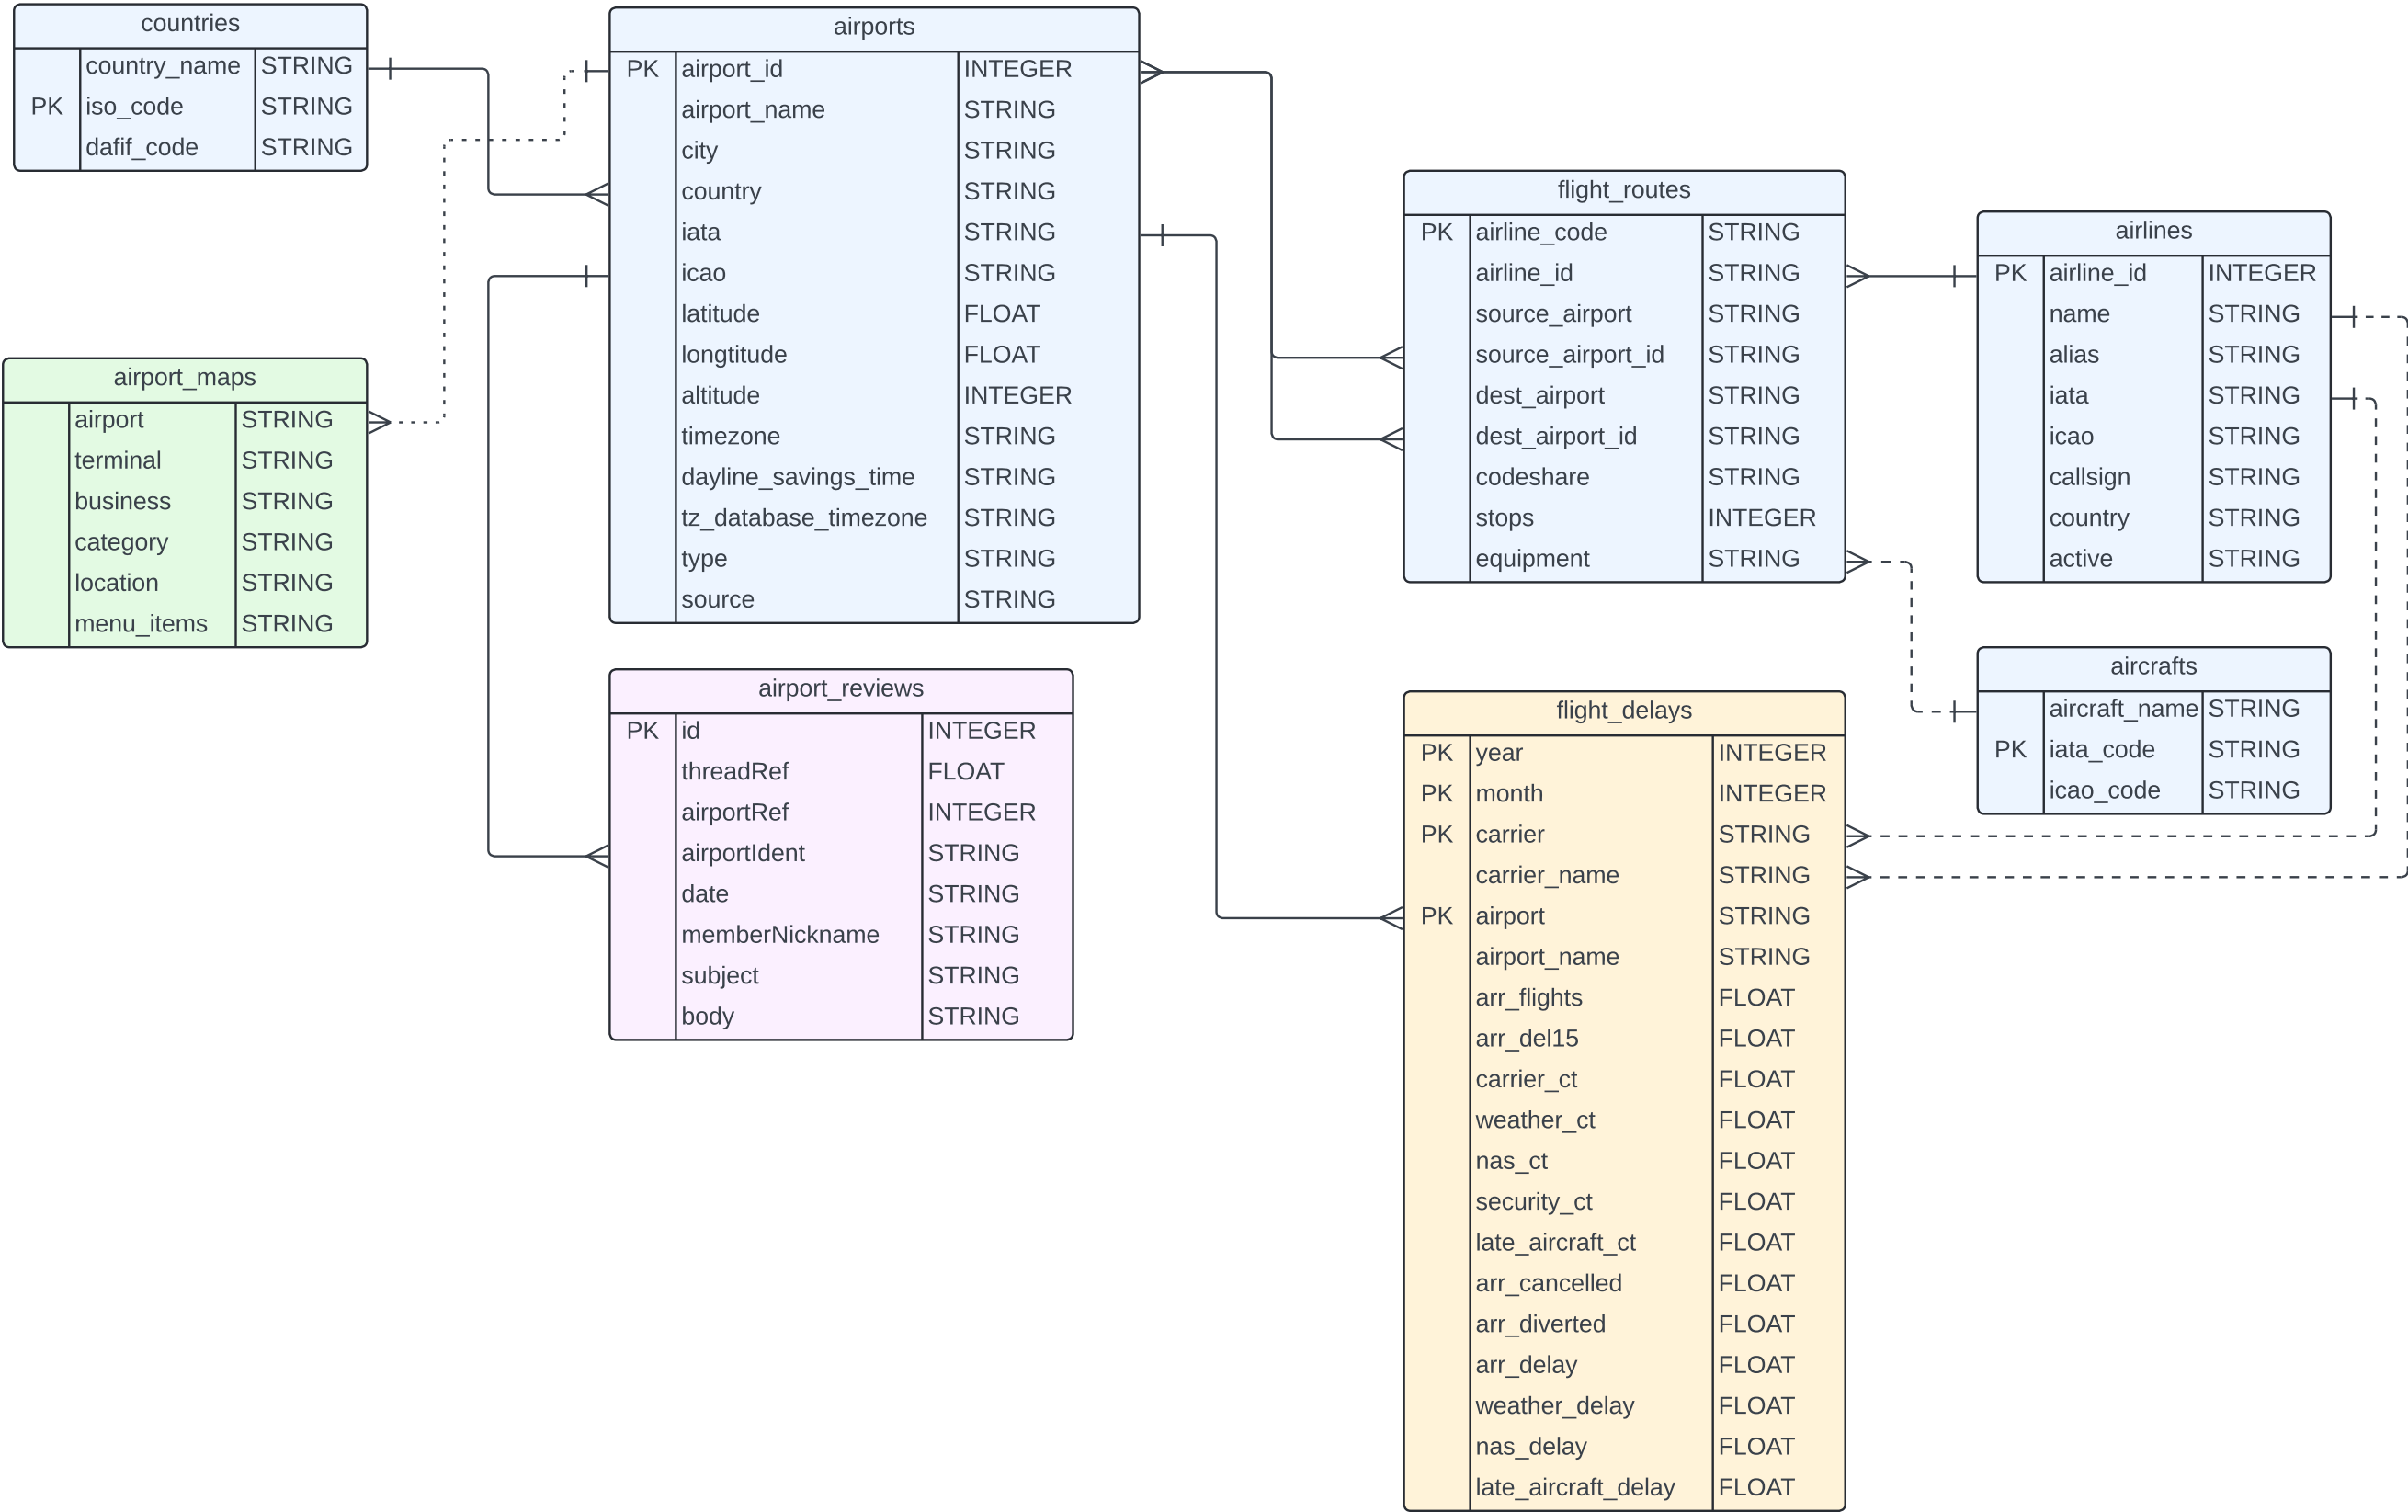 countries
country_name STRING
PK iso_code STRING
dafif_code STRING
airports
PK airport_id INTEGER
airport_name STRING
city STRING
country STRING
iata STRING
icao STRING
latitude FLOAT
longtitude FLOAT
altitude INTEGER
timezone STRING
dayline_savings_time STRING
tz_database_timezone STRING
type STRING
source STRING
flight_routes
PK airline_code STRING
airline_id STRING
source_airport STRING
source_airport_id STRING
dest_airport STRING
dest_airport_id STRING
codeshare STRING
stops INTEGER
equipment STRING
airlines
PK airline_id INTEGER
name STRING
alias STRING
iata STRING
icao STRING
callsign STRING
country STRING
active STRING
airport_maps
airport STRING
terminal STRING
business STRING
category STRING
location STRING
menu_items STRING
airport_reviews
PK id INTEGER
threadRef FLOAT
airportRef INTEGER
airportIdent STRING
date STRING
memberNickname STRING
subject STRING
body STRING
flight_delays
PK year INTEGER
PK month INTEGER
PK carrier STRING
carrier_name STRING
PK airport STRING
airport_name STRING
arr_flights FLOAT
arr_del15 FLOAT
carrier_ct FLOAT
weather_ct FLOAT
nas_ct FLOAT
security_ct FLOAT
late_aircraft_ct FLOAT
arr_cancelled FLOAT
arr_diverted FLOAT
arr_delay FLOAT
weather_delay FLOAT
nas_delay FLOAT
late_aircraft_delay FLOAT
aircrafts
aircraft_name STRING
PK iata_code STRING
icao_code STRING